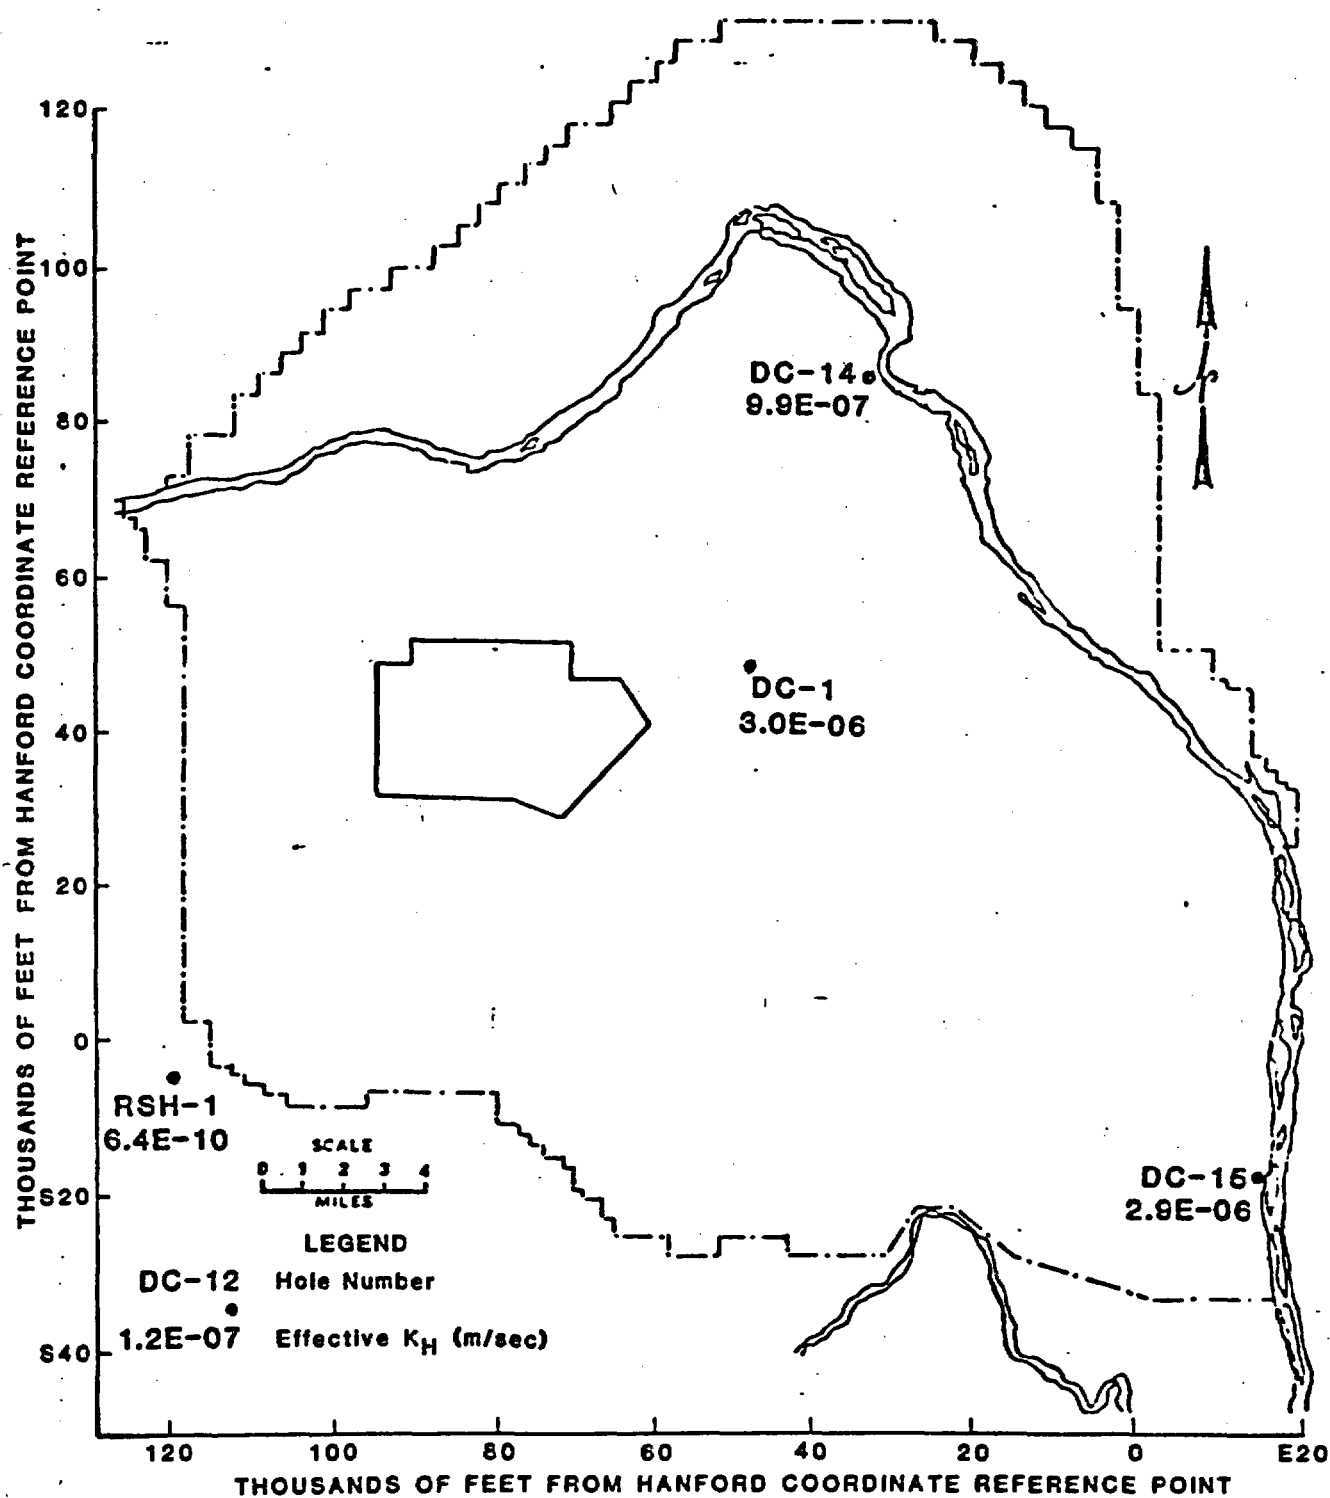 120
100
80
60
40
20
0
S20
S40
THOUSANDS OF FEET FROM HANFORD COORDINATE REFERENCE POINT
DC-14
9.9E-07
DC-1
3.0E-06
RSH-1
6.4E-10
DC-15
2.9E-06
SCALE
0 1 2 3 4
MILES
LEGEND
DC-12 Hole Number
1.2E-07 Effective KH (m/sec)
120 100 80 60 40 20 0 E20
THOUSANDS OF FEET FROM HANFORD COORDINATE REFERENCE POINT